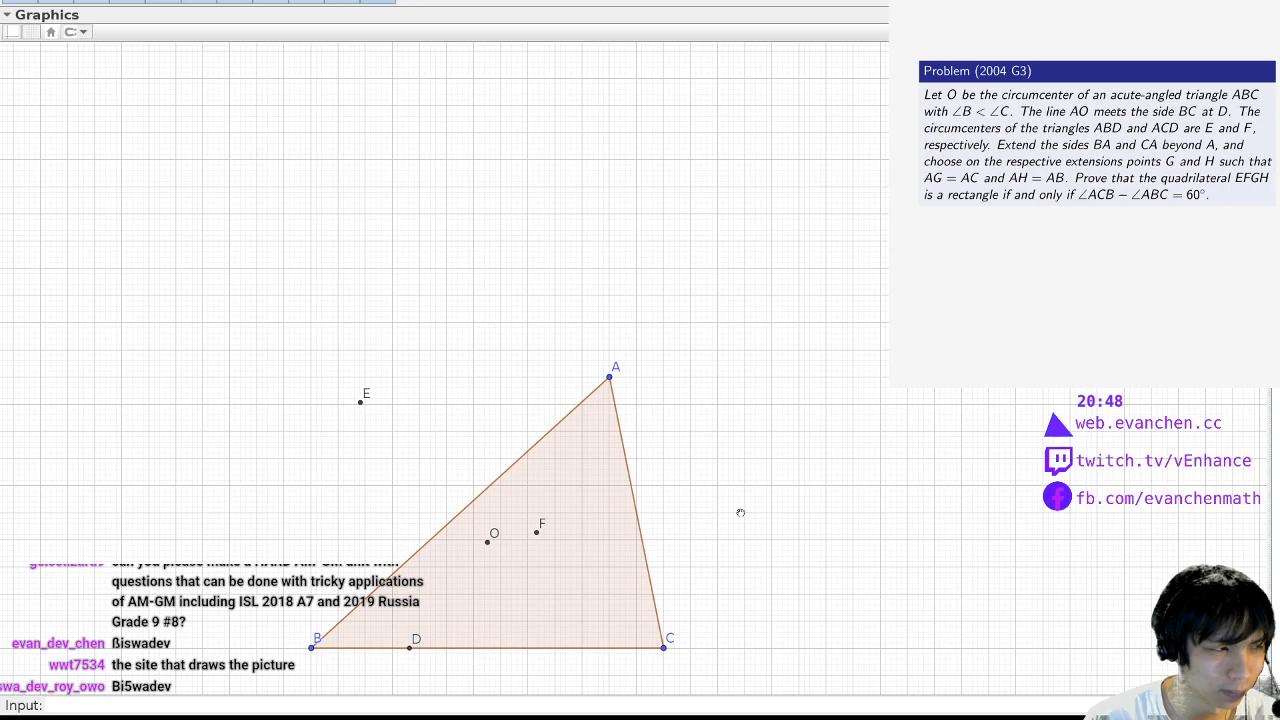 Graphics
Problem (2004 G3)
Let O be the circumcenter of an acute-angled triangle ABC
with ∠B < ∠C. The line AO meets the side BC at D. The
circumcenters of the triangles ABD and ACD are E and F,
respectively. Extend the sides BA and CA beyond A, and
choose on the respective extensions points G and H such that
AG = AC and AH = AB. Prove that the quadrilateral EFGH
is a rectangle if and only if ∠ACB − ∠ABC = 60°.
A
E
O
F
B
D
C
20:48
web.evanchen.cc
twitch.tv/vEnhance
fb.com/evanchenmath
questions that can be done with tricky applications
of AM-GM including ISL 2018 A7 and 2019 Russia
Grade 9 #8?
evan_dev_chen ßiswadev
wwt7534 the site that draws the picture
swa_dev_roy_owo Bi5wadev
Input: